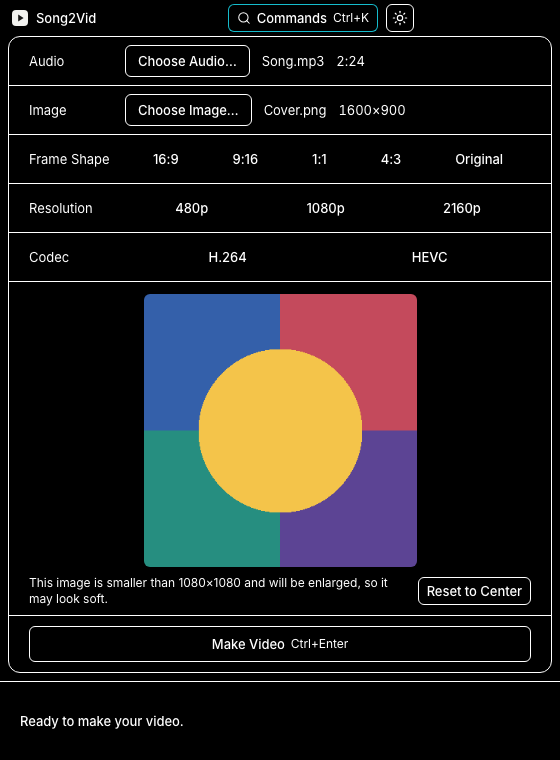 Song2Vid Commands Ctrl+K
Audio Choose Audio... Song.mp3 2:24
Image Choose Image... Cover.png 1600×900
Frame Shape 16:9 9:16 1:1 4:3 Original
Resolution 480p 1080p 2160p
Codec H.264 HEVC
This image is smaller than 1080×1080 and will be enlarged, so it
may look soft.
Reset to Center
Make Video Ctrl+Enter
Ready to make your video.